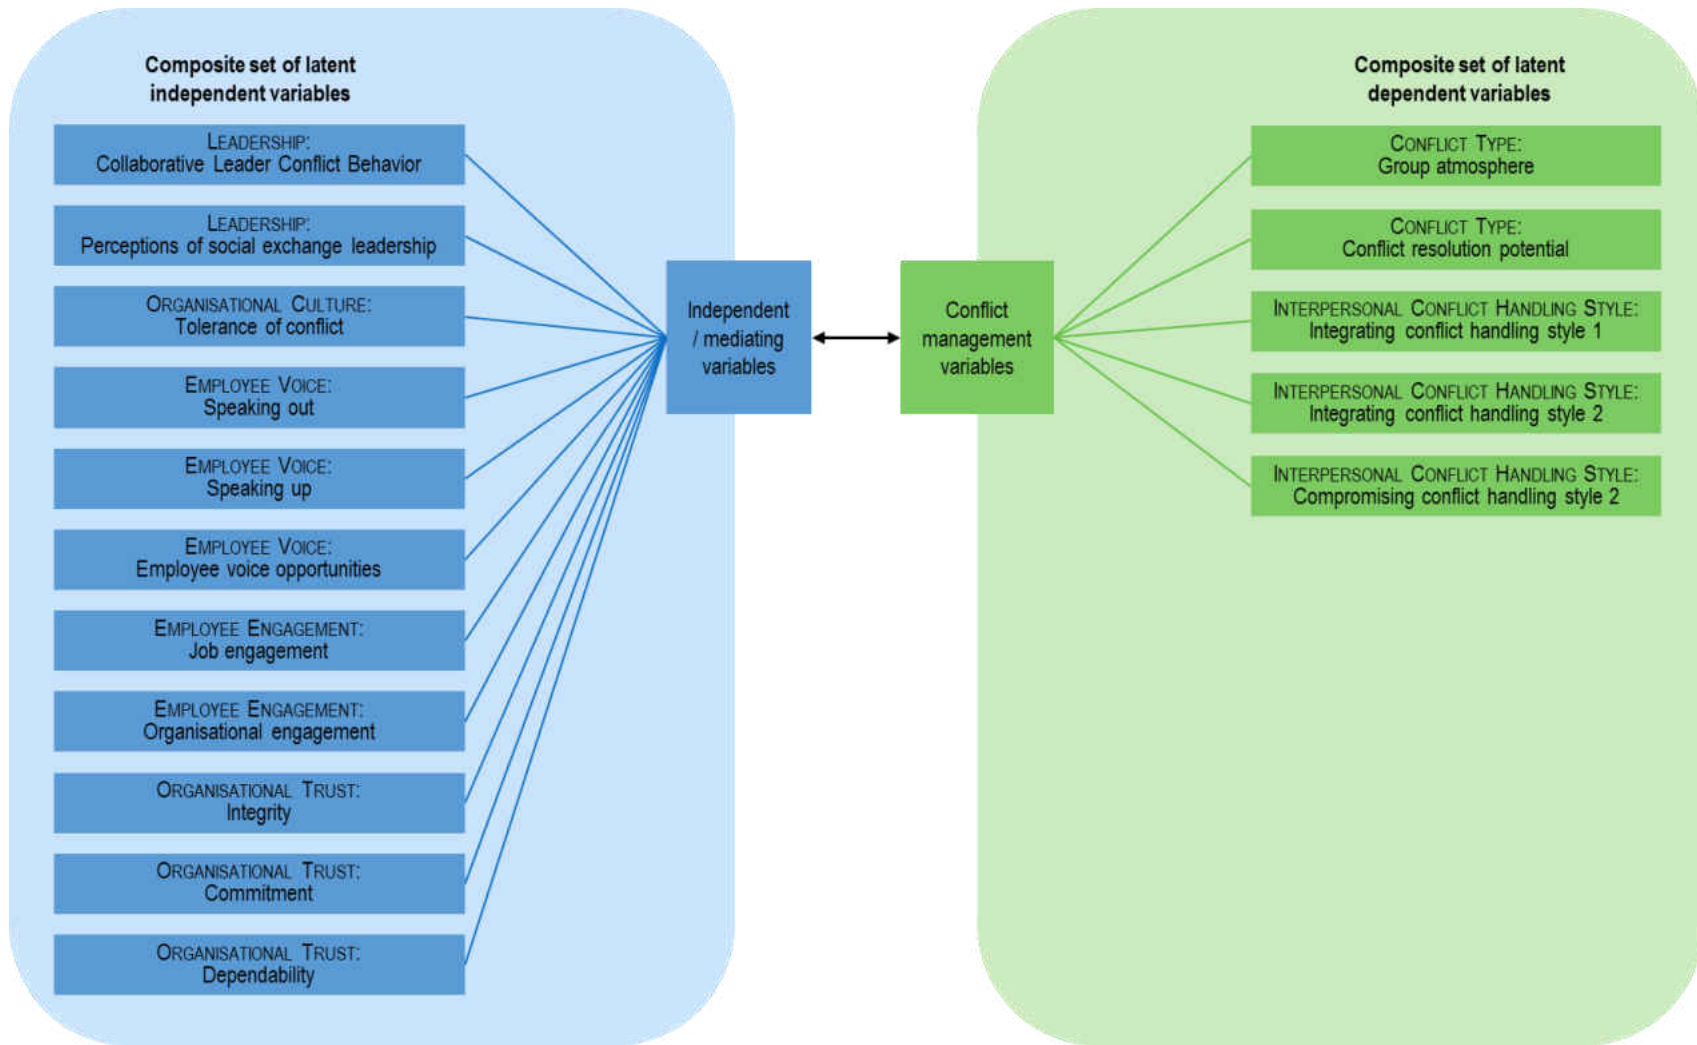 Composite set of latent
independent variables
LEADERSHIP:
Collaborative Leader Conflict Behavior
LEADERSHIP:
Perceptions of social exchange leadership
ORGANISATIONAL CULTURE:
Tolerance of conflict
EMPLOYEE VOICE:
Speaking out
EMPLOYEE VOICE:
Speaking up
EMPLOYEE VOICE:
Employee voice opportunities
EMPLOYEE ENGAGEMENT:
Job engagement
EMPLOYEE ENGAGEMENT:
Organisational engagement
ORGANISATIONAL TRUST:
Integrity
ORGANISATIONAL TRUST:
Commitment
ORGANISATIONAL TRUST:
Dependability
Independent
/ mediating
variables
Conflict
management
variables
Composite set of latent
dependent variables
CONFLICT TYPE:
Group atmosphere
CONFLICT TYPE:
Conflict resolution potential
INTERPERSONAL CONFLICT HANDLING STYLE:
Integrating conflict handling style 1
INTERPERSONAL CONFLICT HANDLING STYLE:
Integrating conflict handling style 2
INTERPERSONAL CONFLICT HANDLING STYLE:
Compromising conflict handling style 2